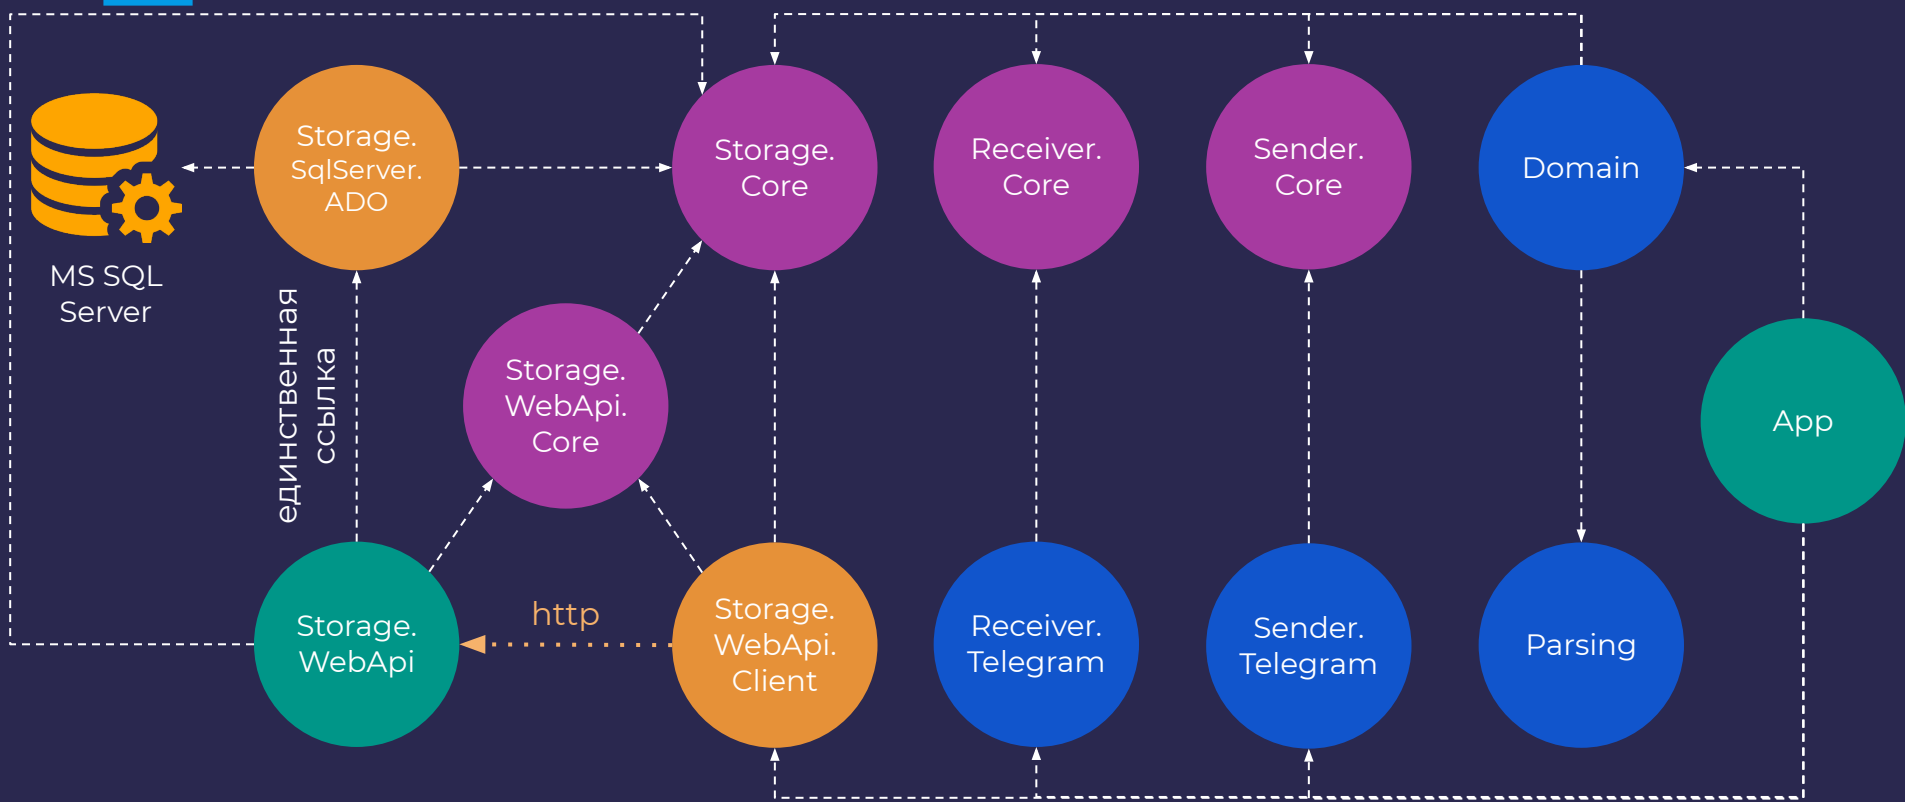 Storage.
SqlServer.
ADO
Storage.
Core
Receiver.
Core
Sender.
Core
Domain
MS SQL
Server
единственная
ссылка
Storage.
WebApi.
Core
App
Storage.
WebApi
http
Storage.
WebApi.
Client
Receiver.
Telegram
Sender.
Telegram
Parsing